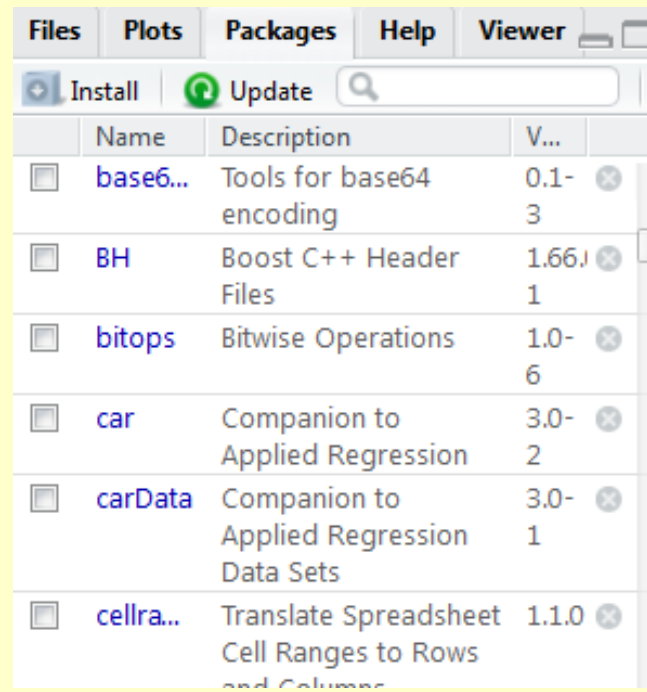 Files Plots Packages Help Viewer
Install Update
Name Description V...
base6... Tools for base64 0.1-
encoding 3
BH Boost C++ Header 1.66.
Files 1
bitops Bitwise Operations 1.0-
6
car Companion to 3.0-
Applied Regression 2
carData Companion to 3.0-
Applied Regression 1
Data Sets
cellra... Translate Spreadsheet 1.1.0
Cell Ranges to Rows
and Columns